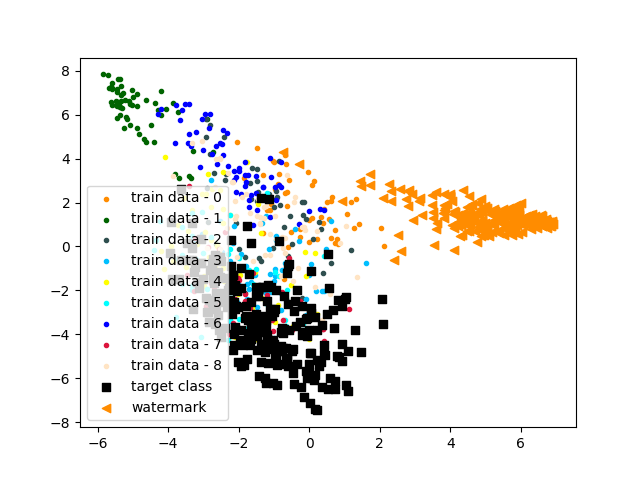 8
6
4
2
0
−2
−4
−6
−8
train data - 0
train data - 1
train data - 2
train data - 3
train data - 4
train data - 5
train data - 6
train data - 7
train data - 8
target class
watermark
−6 −4 −2 0 2 4 6